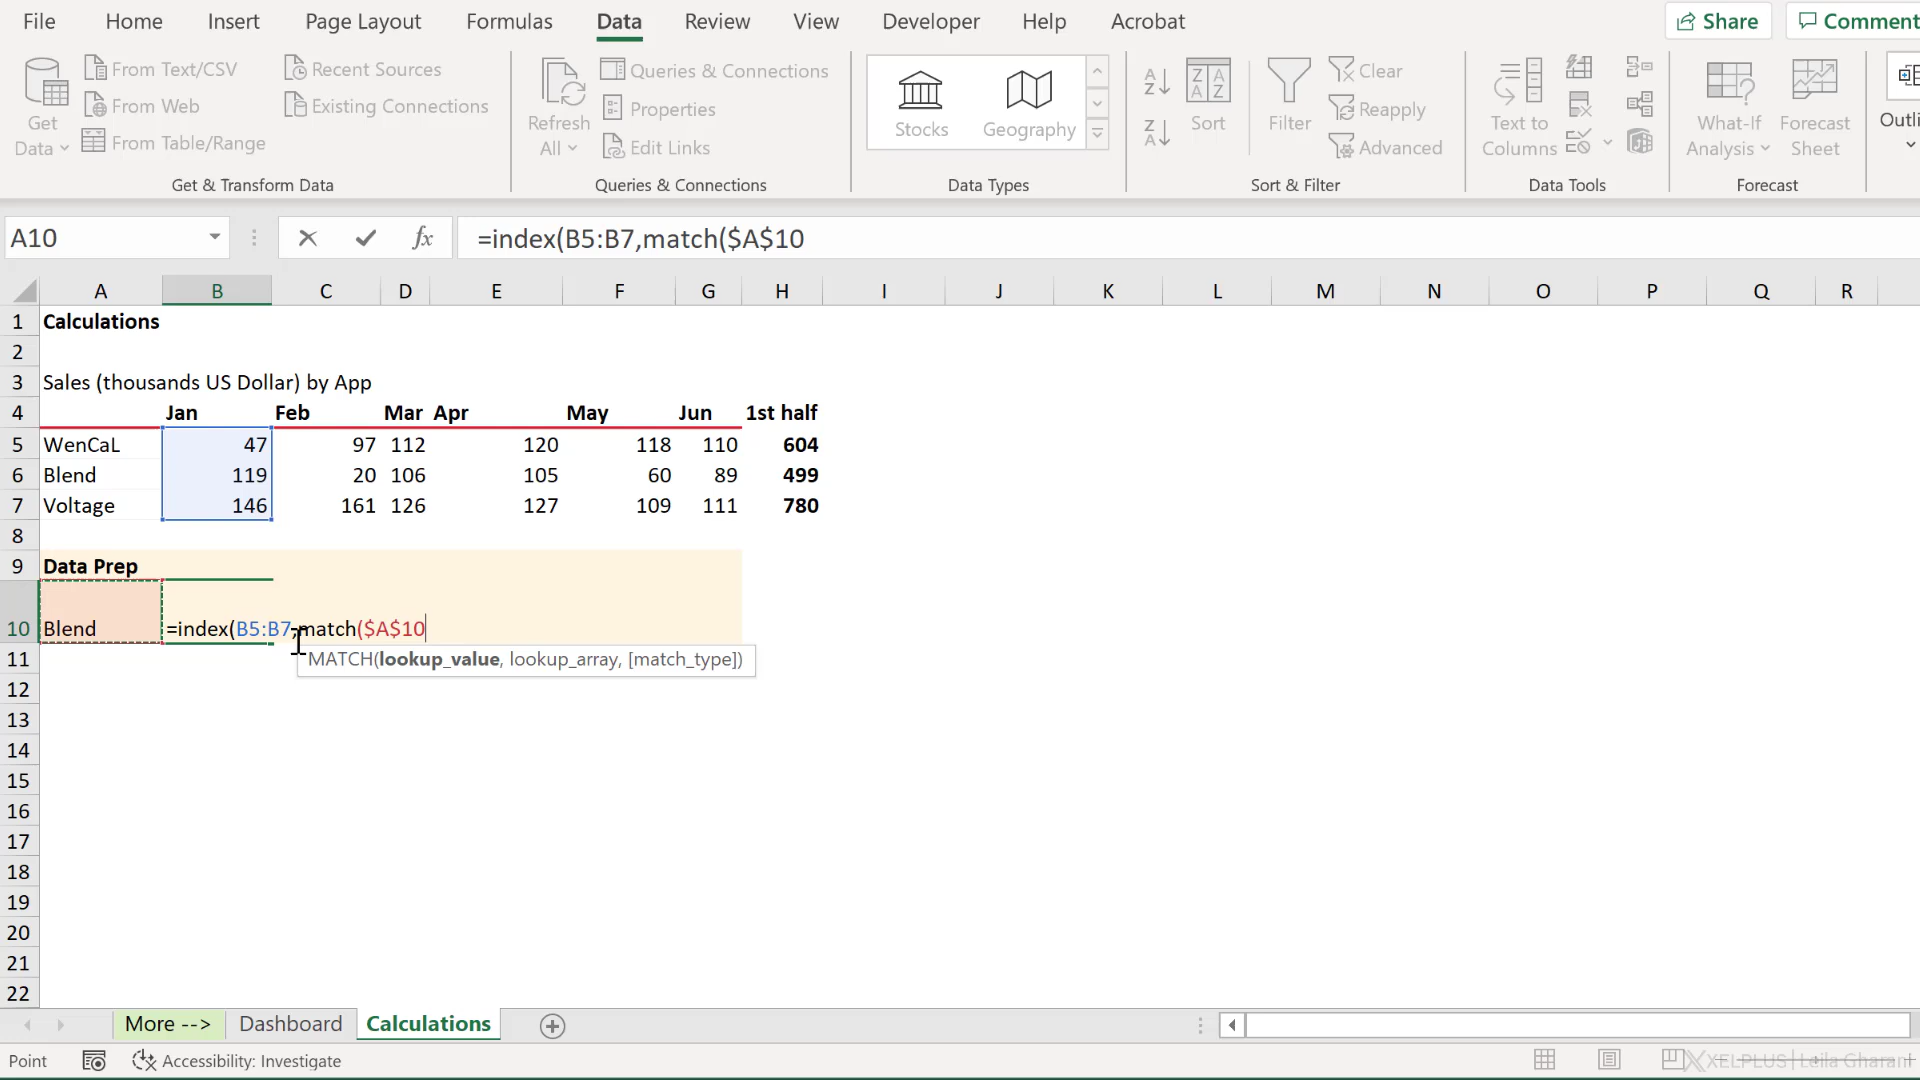 File Home Insert Page Layout Formulas Data Review View Developer Help Acrobat Share Comment
Get Data From Text/CSV From Web From Table/Range Recent Sources Existing Connections
Get & Transform Data
Refresh All Queries & Connections Properties Edit Links
Queries & Connections
Stocks Geography
Data Types
Sort Filter Clear Reapply Advanced
Sort & Filter
Text to Columns
Data Tools
What-If Analysis Forecast Sheet
Forecast
Outli
A10 fx =index(B5:B7,match($A$10
A B C D E F G H I J K L M N O P Q R
1 Calculations
2
3 Sales (thousands US Dollar) by App
4 Jan Feb Mar Apr May Jun 1st half
5 WenCaL 47 97 112 120 118 110 604
6 Blend 119 20 106 105 60 89 499
7 Voltage 146 161 126 127 109 111 780
8
9 Data Prep
10 Blend =index(B5:B7,match($A$10
11 MATCH(lookup_value, lookup_array, [match_type])
12
13
14
15
16
17
18
19
20
21
22
More --> Dashboard Calculations
Point Accessibility: Investigate XELPLUS | Leila Gharani